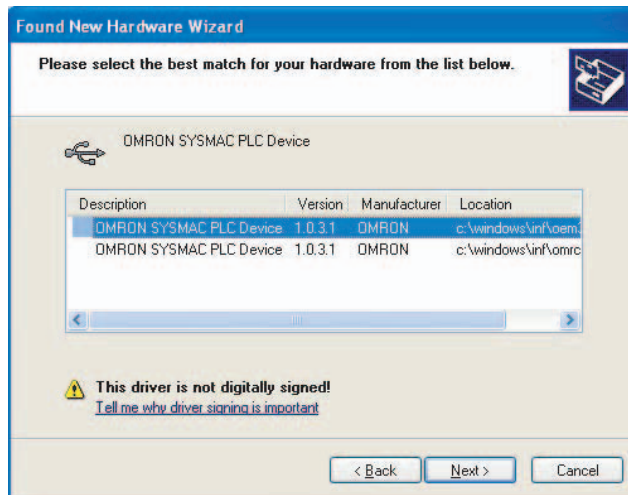 Found New Hardware Wizard
Please select the best match for your hardware from the list below.
OMRON SYSMAC PLC Device
Description Version Manufacturer Location
OMRON SYSMAC PLC Device 1.0.3.1 OMRON c:\windows\inf\oem
OMRON SYSMAC PLC Device 1.0.3.1 OMRON c:\windows\inf\omrc
This driver is not digitally signed!
Tell me why driver signing is important
< Back Next > Cancel